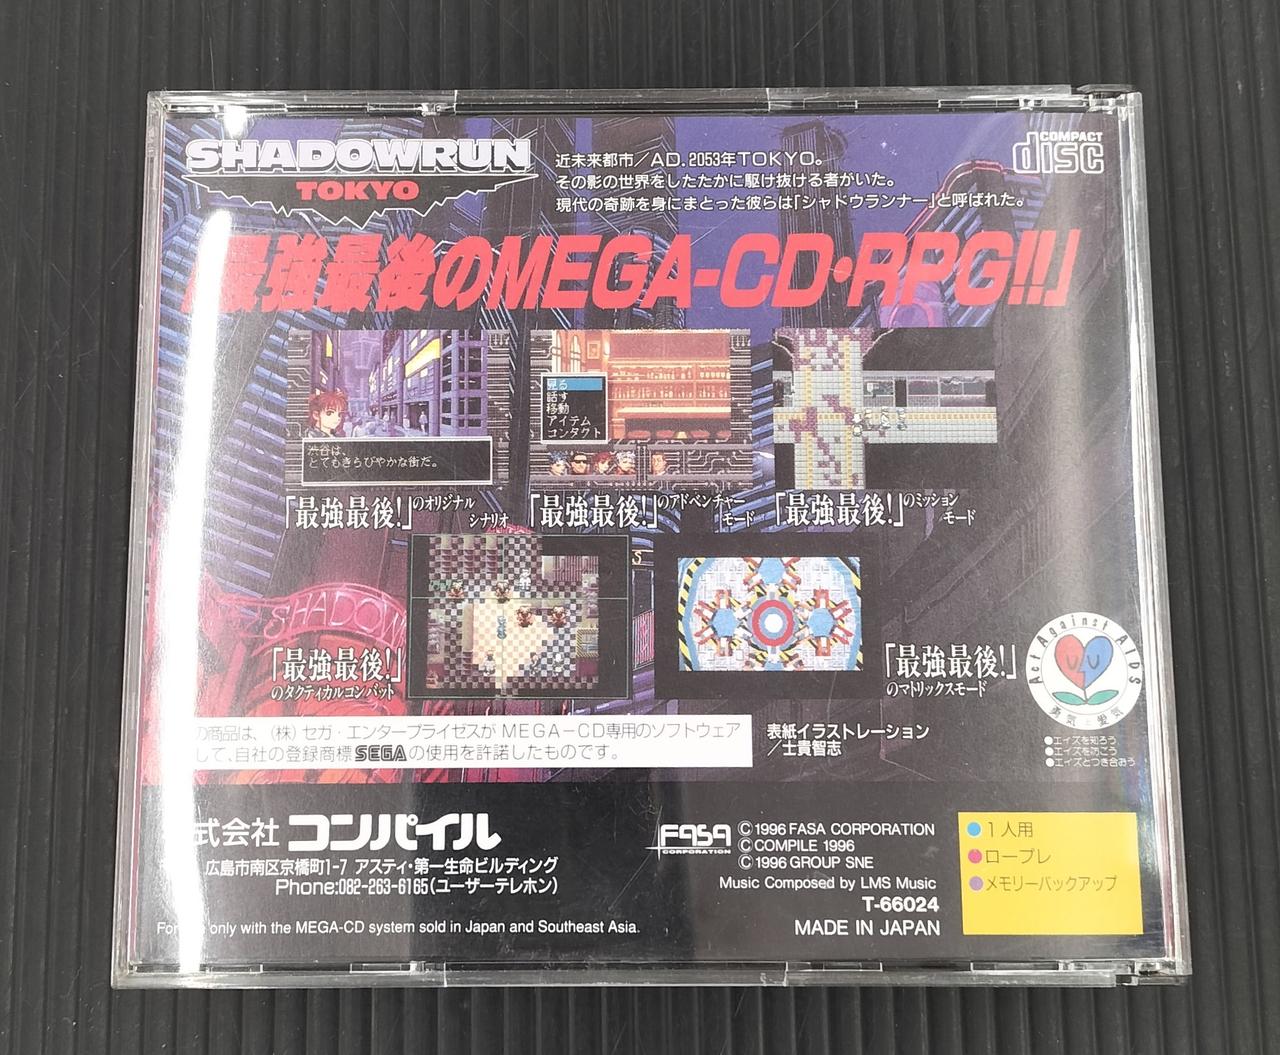 SHADOWRUN
TOKYO
近未来都市/AD.2053年TOKYO。
その影の世界をしたたかに駆け抜ける者がいた。
現代の奇跡を身にまとった彼らは「シャドウランナー」と呼ばれた。
COMPACT
disc
「最強最後のMEGA-CD・RPG!!」
渋谷は、
とてもきらびやかな街だ。
見る
話す
移動
アイテム
コンタクト
「最強最後!」のオリジナル
シナリオ
「最強最後!」のアドベンチャー
モード
「最強最後!」のミッション
モード
SHADOW
「最強最後!」
のタクティカルコンバット
「最強最後!」
のマトリックスモード
Act Against AIDS
勇気と愛気
●エイズを知ろう
●エイズを防ごう
●エイズとつき合おう
の商品は、(株)セガ・エンタープライゼスがMEGA-CD専用のソフトウェア
して、自社の登録商標SEGAの使用を許諾したものです。
表紙イラストレーション
/士貴智志
式会社 コンパイル
広島市南区京橋町1-7 アスティ・第一生命ビルディング
Phone:082-263-6165(ユーザーテレホン)
only with the MEGA-CD system sold in Japan and Southeast Asia.
FASA
CORPORATION
©1996 FASA CORPORATION
©COMPILE 1996
©1996 GROUP SNE
Music Composed by LMS Music
T-66024
MADE IN JAPAN
●1人用
●ロープレ
●メモリーバックアップ